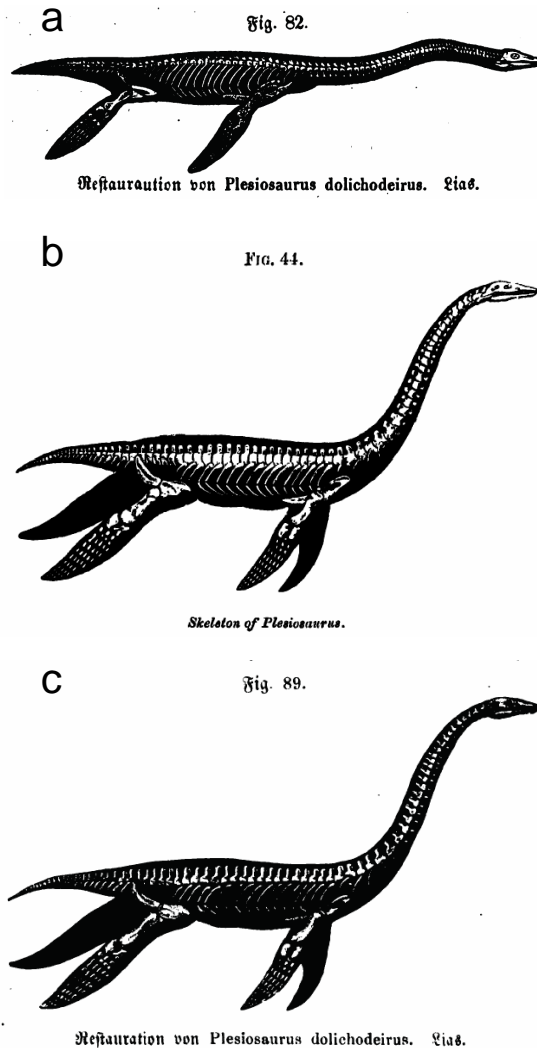 a
Fig. 82.
Restauraution von Plesiosaurus dolichodeirus. Lias.
b
FIG. 44.
Skeleton of Plesiosaurus.
c
Fig. 89.
Restauration von Plesiosaurus dolichodeirus. Lias.